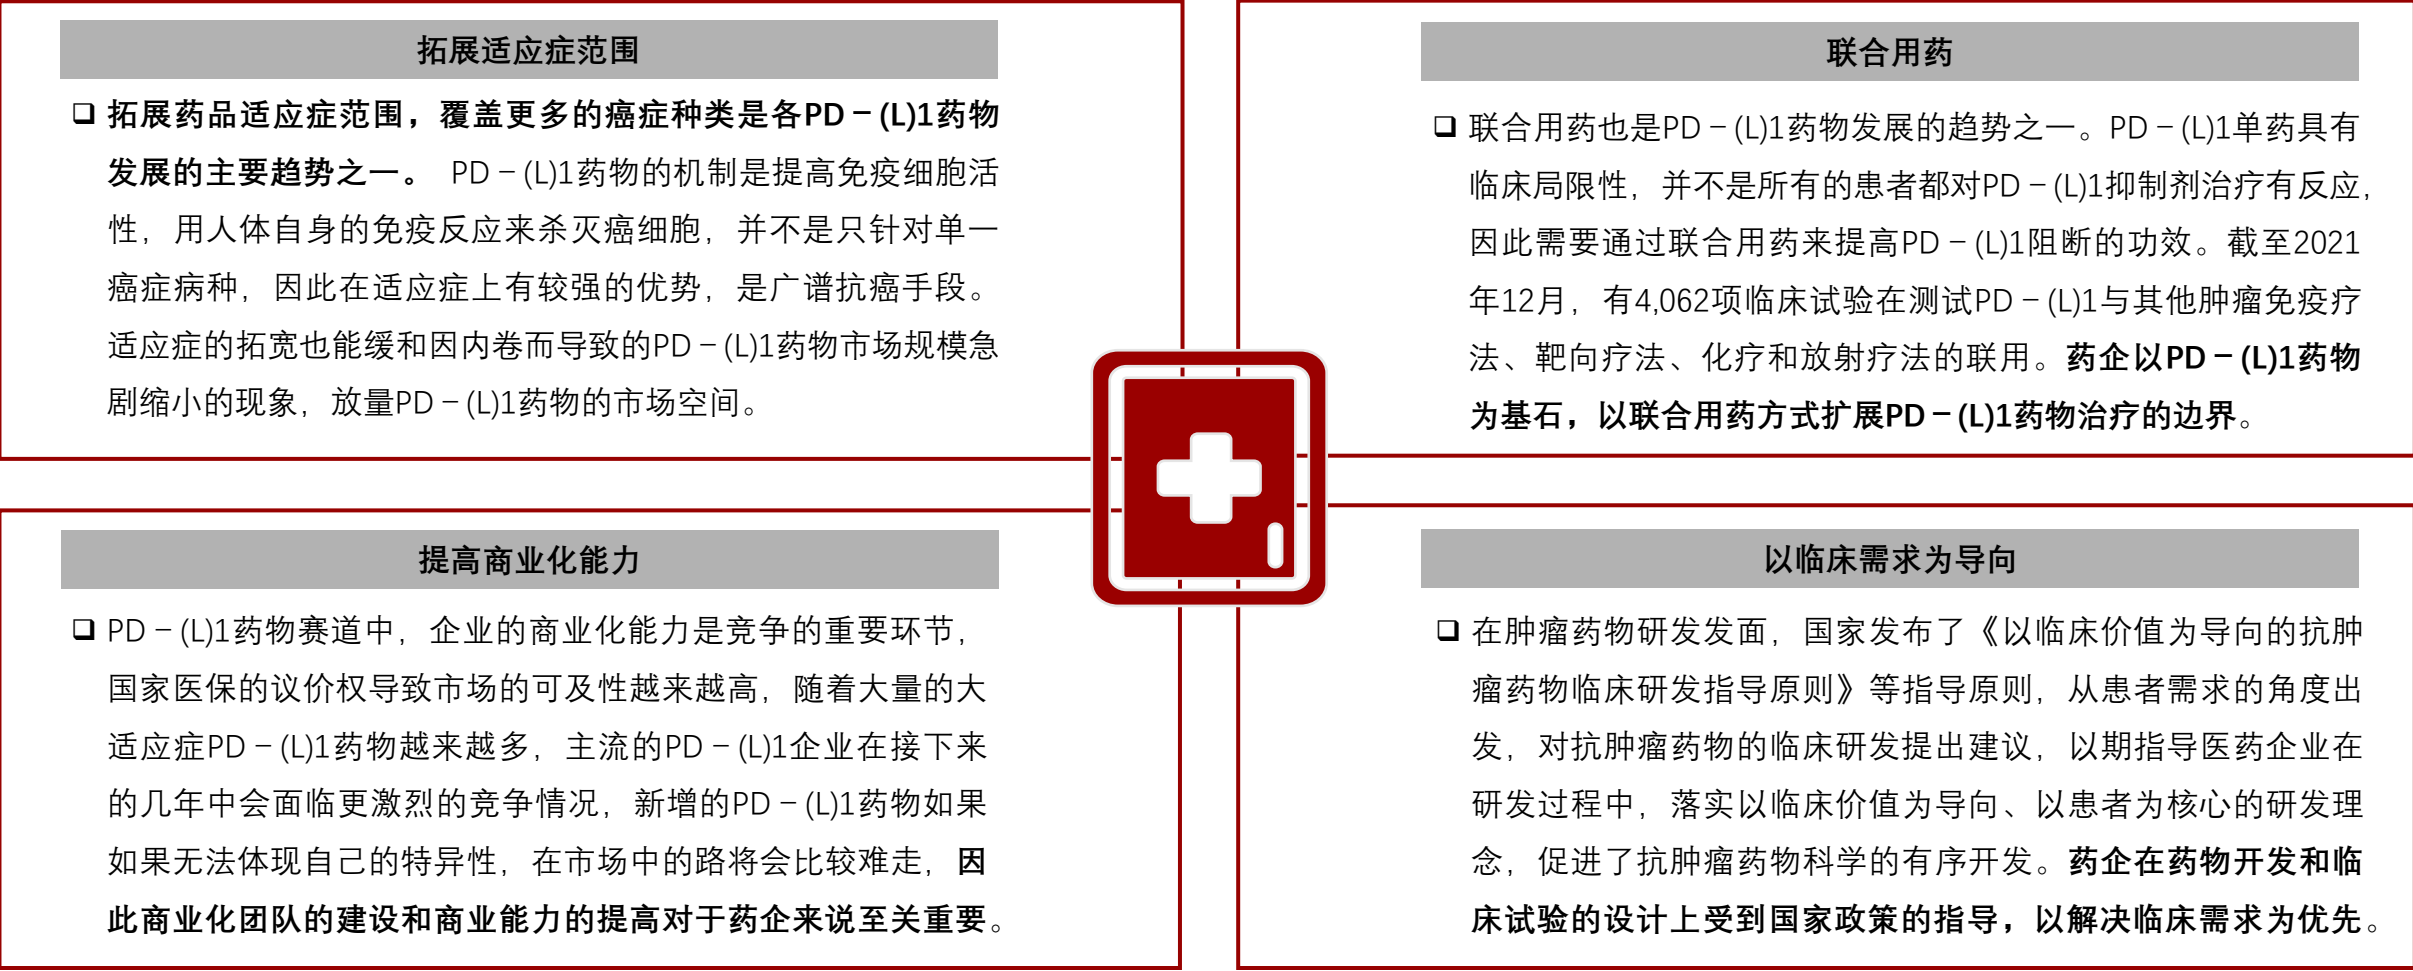 拓展适应症范围
拓展药品适应症范围，覆盖更多的癌症种类是各PD－(L)1药物
发展的主要趋势之一。 PD－(L)1药物的机制是提高免疫细胞活
性，用人体自身的免疫反应来杀灭癌细胞，并不是只针对单一
癌症病种，因此在适应症上有较强的优势，是广谱抗癌手段。
适应症的拓宽也能缓和因内卷而导致的PD－(L)1药物市场规模急
剧缩小的现象，放量PD－(L)1药物的市场空间。
联合用药
联合用药也是PD－(L)1药物发展的趋势之一。PD－(L)1单药具有
临床局限性，并不是所有的患者都对PD－(L)1抑制剂治疗有反应，
因此需要通过联合用药来提高PD－(L)1阻断的功效。截至2021
年12月，有4,062项临床试验在测试PD－(L)1与其他肿瘤免疫疗
法、靶向疗法、化疗和放射疗法的联用。药企以PD－(L)1药物
为基石，以联合用药方式扩展PD－(L)1药物治疗的边界。
提高商业化能力
PD－(L)1药物赛道中，企业的商业化能力是竞争的重要环节，
国家医保的议价权导致市场的可及性越来越高，随着大量的大
适应症PD－(L)1药物越来越多，主流的PD－(L)1企业在接下来
的几年中会面临更激烈的竞争情况，新增的PD－(L)1药物如果
如果无法体现自己的特异性，在市场中的路将会比较难走，因
此商业化团队的建设和商业能力的提高对于药企来说至关重要。
以临床需求为导向
在肿瘤药物研发发面，国家发布了《以临床价值为导向的抗肿
瘤药物临床研发指导原则》等指导原则，从患者需求的角度出
发，对抗肿瘤药物的临床研发提出建议，以期指导医药企业在
研发过程中，落实以临床价值为导向、以患者为核心的研发理
念，促进了抗肿瘤药物科学的有序开发。药企在药物开发和临
床试验的设计上受到国家政策的指导，以解决临床需求为优先。